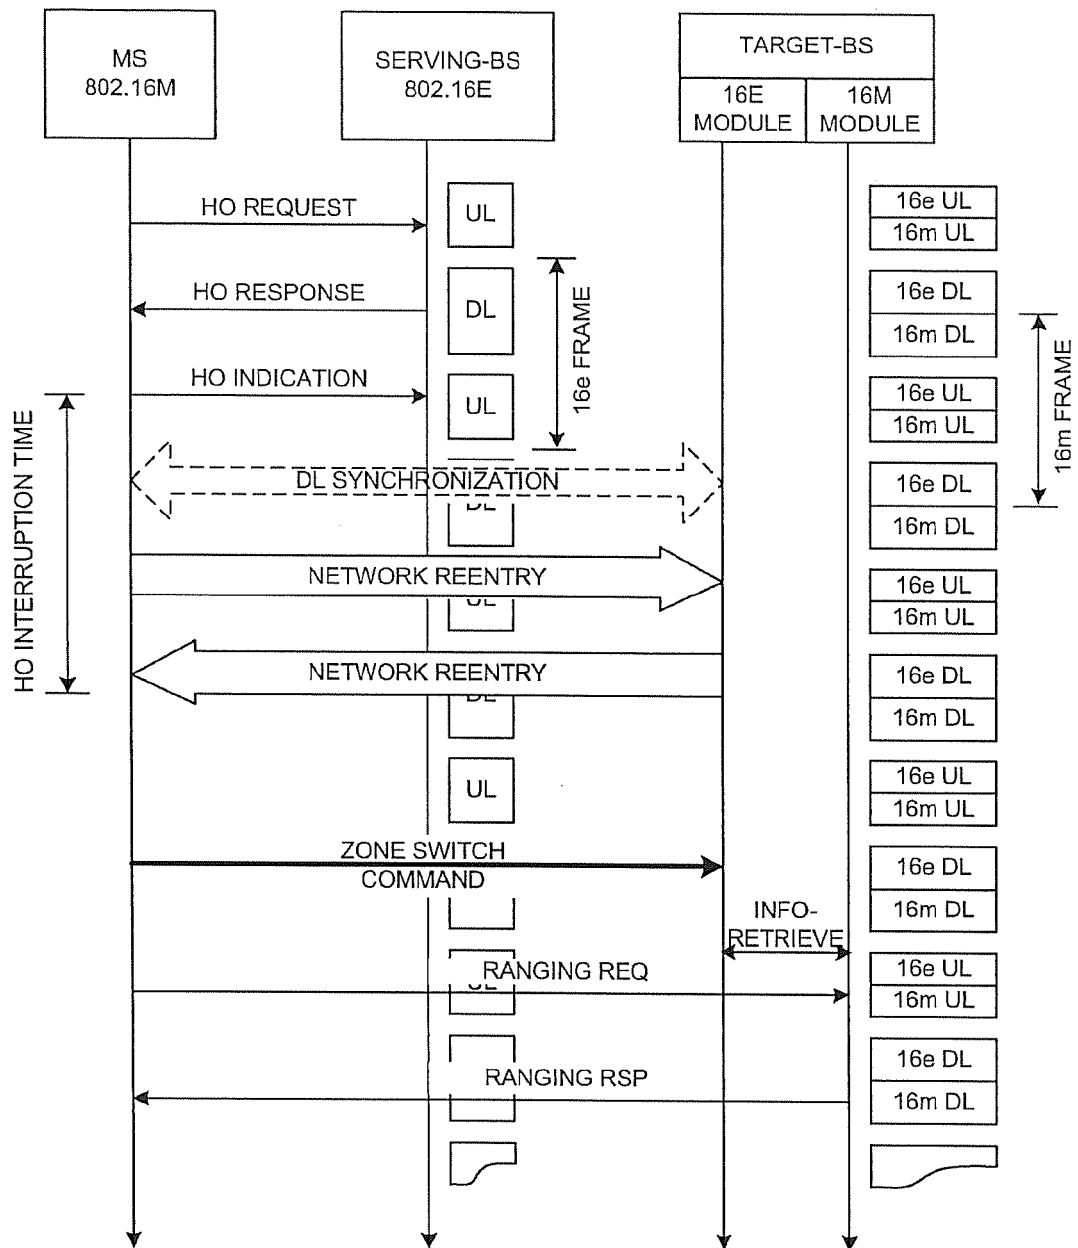 MS
802.16M
SERVING-BS
802.16E
TARGET-BS
16E
MODULE
16M
MODULE
HO REQUEST
UL
16e UL
16m UL
HO RESPONSE
DL
16e FRAME
16e DL
16m DL
HO INDICATION
UL
16e UL
16m UL
16m FRAME
HO INTERRUPTION TIME
DL SYNCHRONIZATION
DL
16e DL
16m DL
NETWORK REENTRY
UL
16e UL
16m UL
NETWORK REENTRY
DL
16e DL
16m DL
UL
16e UL
16m UL
ZONE SWITCH
COMMAND
16e DL
16m DL
INFO-
RETRIEVE
RANGING REQ
UL
16e UL
16m UL
RANGING RSP
16e DL
16m DL